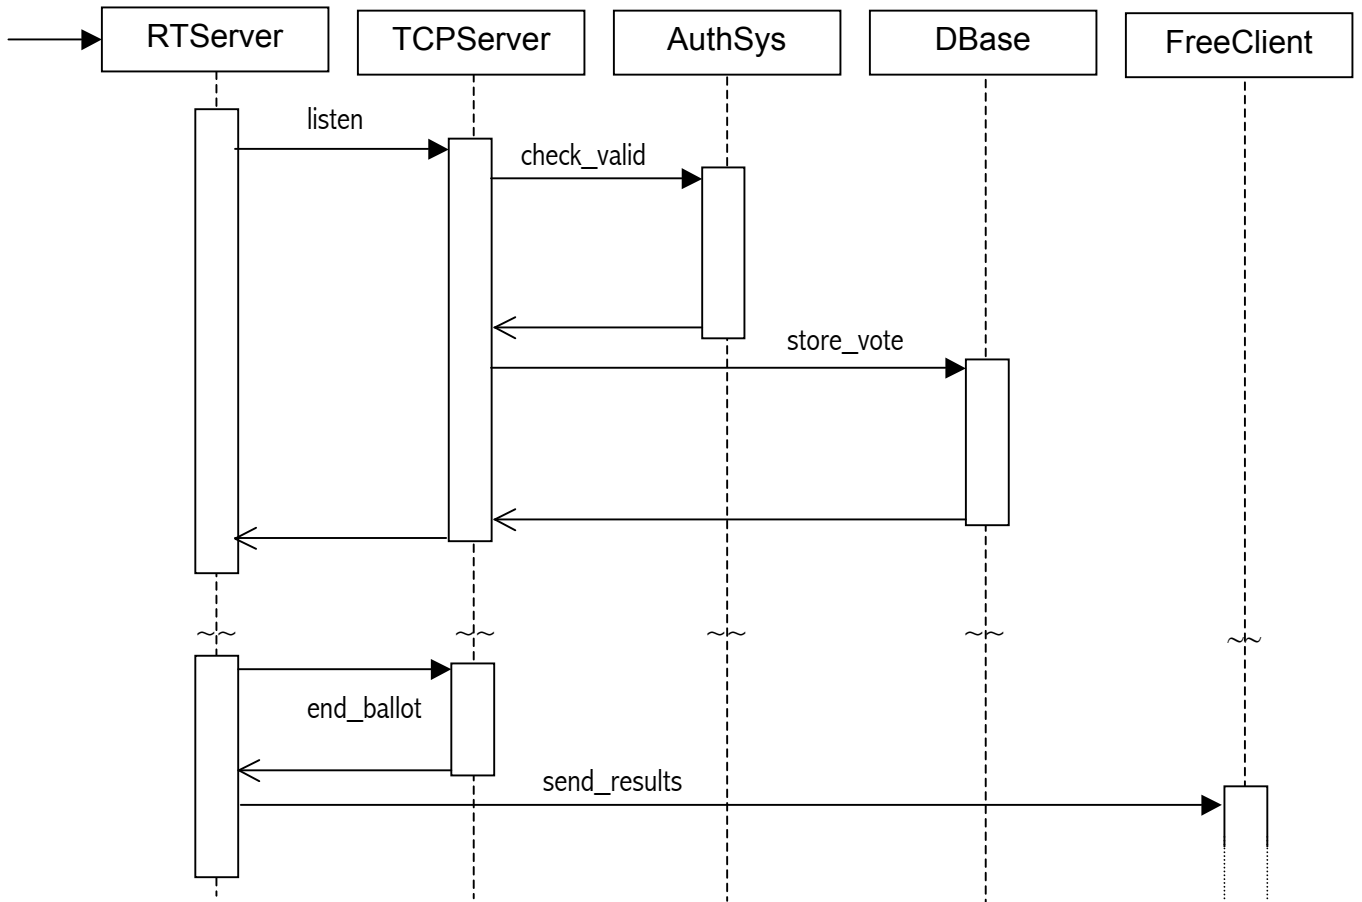 RTServer
TCPServer
AuthSys
DBase
FreeClient
listen
check_valid
store_vote
~~
~~
~~
~~
~~
end_ballot
send_results